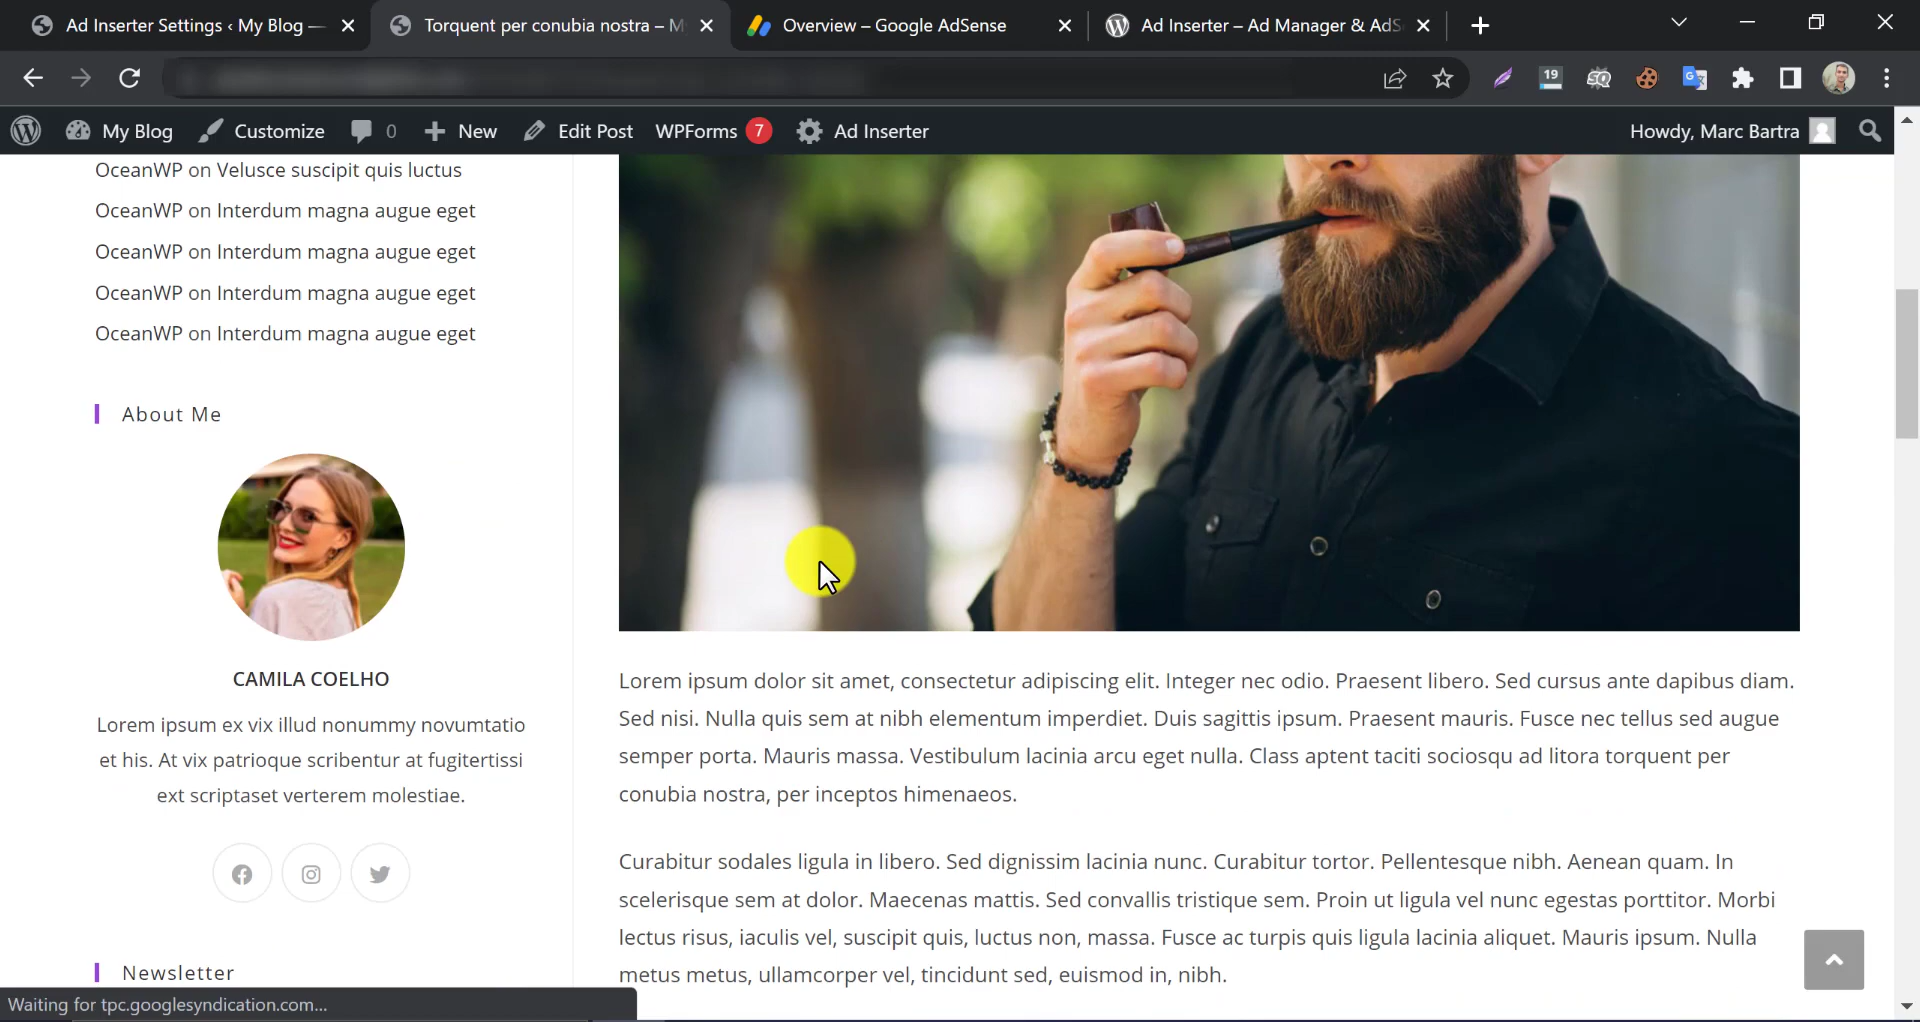 Ad Inserter Settings ‹ My Blog —
Torquent per conubia nostra – M
Overview – Google AdSense
Ad Inserter – Ad Manager & AdS
19
My Blog
Customize
0
New
Edit Post
WPForms 7
Ad Inserter
Howdy, Marc Bartra
OceanWP on Velusce suscipit quis luctus
OceanWP on Interdum magna augue eget
OceanWP on Interdum magna augue eget
OceanWP on Interdum magna augue eget
OceanWP on Interdum magna augue eget
About Me
CAMILA COELHO
Lorem ipsum ex vix illud nonummy novumtatio
et his. At vix patrioque scribentur at fugitertissi
ext scriptaset verterem molestiae.
Newsletter
Lorem ipsum dolor sit amet, consectetur adipiscing elit. Integer nec odio. Praesent libero. Sed cursus ante dapibus diam.
Sed nisi. Nulla quis sem at nibh elementum imperdiet. Duis sagittis ipsum. Praesent mauris. Fusce nec tellus sed augue
semper porta. Mauris massa. Vestibulum lacinia arcu eget nulla. Class aptent taciti sociosqu ad litora torquent per
conubia nostra, per inceptos himenaeos.
Curabitur sodales ligula in libero. Sed dignissim lacinia nunc. Curabitur tortor. Pellentesque nibh. Aenean quam. In
scelerisque sem at dolor. Maecenas mattis. Sed convallis tristique sem. Proin ut ligula vel nunc egestas porttitor. Morbi
lectus risus, iaculis vel, suscipit quis, luctus non, massa. Fusce ac turpis quis ligula lacinia aliquet. Mauris ipsum. Nulla
metus metus, ullamcorper vel, tincidunt sed, euismod in, nibh.
Waiting for tpc.googlesyndication.com...